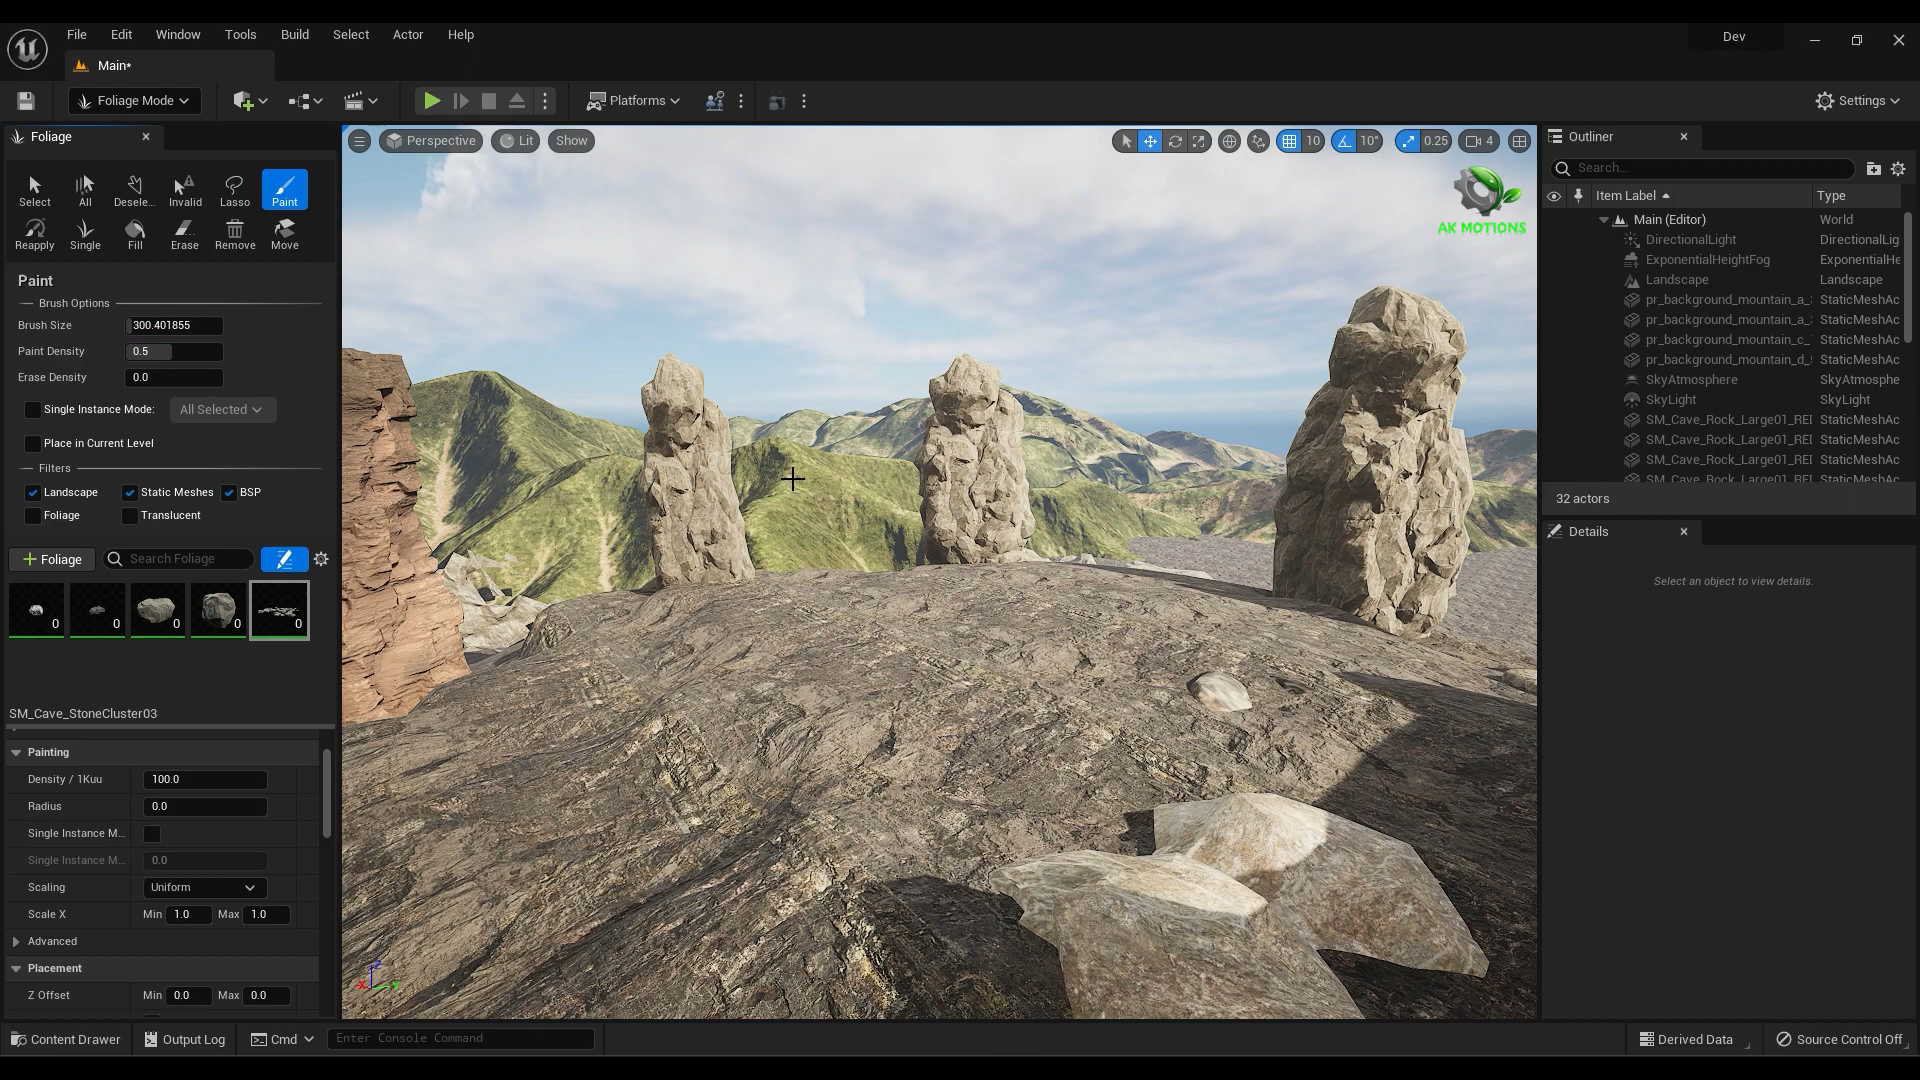 File Edit Window Tools Build Select Actor Help
Dev
Main*
Foliage Mode
Platforms
Settings
Foliage
Select All Desele... Invalid Lasso Paint
Reapply Single Fill Erase Remove Move
Paint
Brush Options
Brush Size 300.401855
Paint Density 0.5
Erase Density 0.0
Single Instance Mode: All Selected
Place in Current Level
Filters
Landscape Static Meshes BSP
Foliage Translucent
+ Foliage Search Foliage
0 0 0 0 0
SM_Cave_StoneCluster03
Painting
Density / 1Kuu 100.0
Radius 0.0
Single Instance M...
Single Instance M... 0.0
Scaling Uniform
Scale X Min 1.0 Max 1.0
Advanced
Placement
Z Offset Min 0.0 Max 0.0
Perspective Lit Show
10 10° 0.25 4
AK MOTIONS
Z
X Y
Outliner
Search...
Item Label Type
Main (Editor) World
DirectionalLight DirectionalLig
ExponentialHeightFog ExponentialHe
Landscape Landscape
pr_background_mountain_a_ StaticMeshAc
pr_background_mountain_a_ StaticMeshAc
pr_background_mountain_c_ StaticMeshAc
pr_background_mountain_d_ StaticMeshAc
SkyAtmosphere SkyAtmosphe
SkyLight SkyLight
SM_Cave_Rock_Large01_REI StaticMeshAc
SM_Cave_Rock_Large01_REI StaticMeshAc
SM_Cave_Rock_Large01_REI StaticMeshAc
SM_Cave_Rock_Large01_REI StaticMeshAc
32 actors
Details
Select an object to view details.
Content Drawer Output Log Cmd Enter Console Command
Derived Data Source Control Off